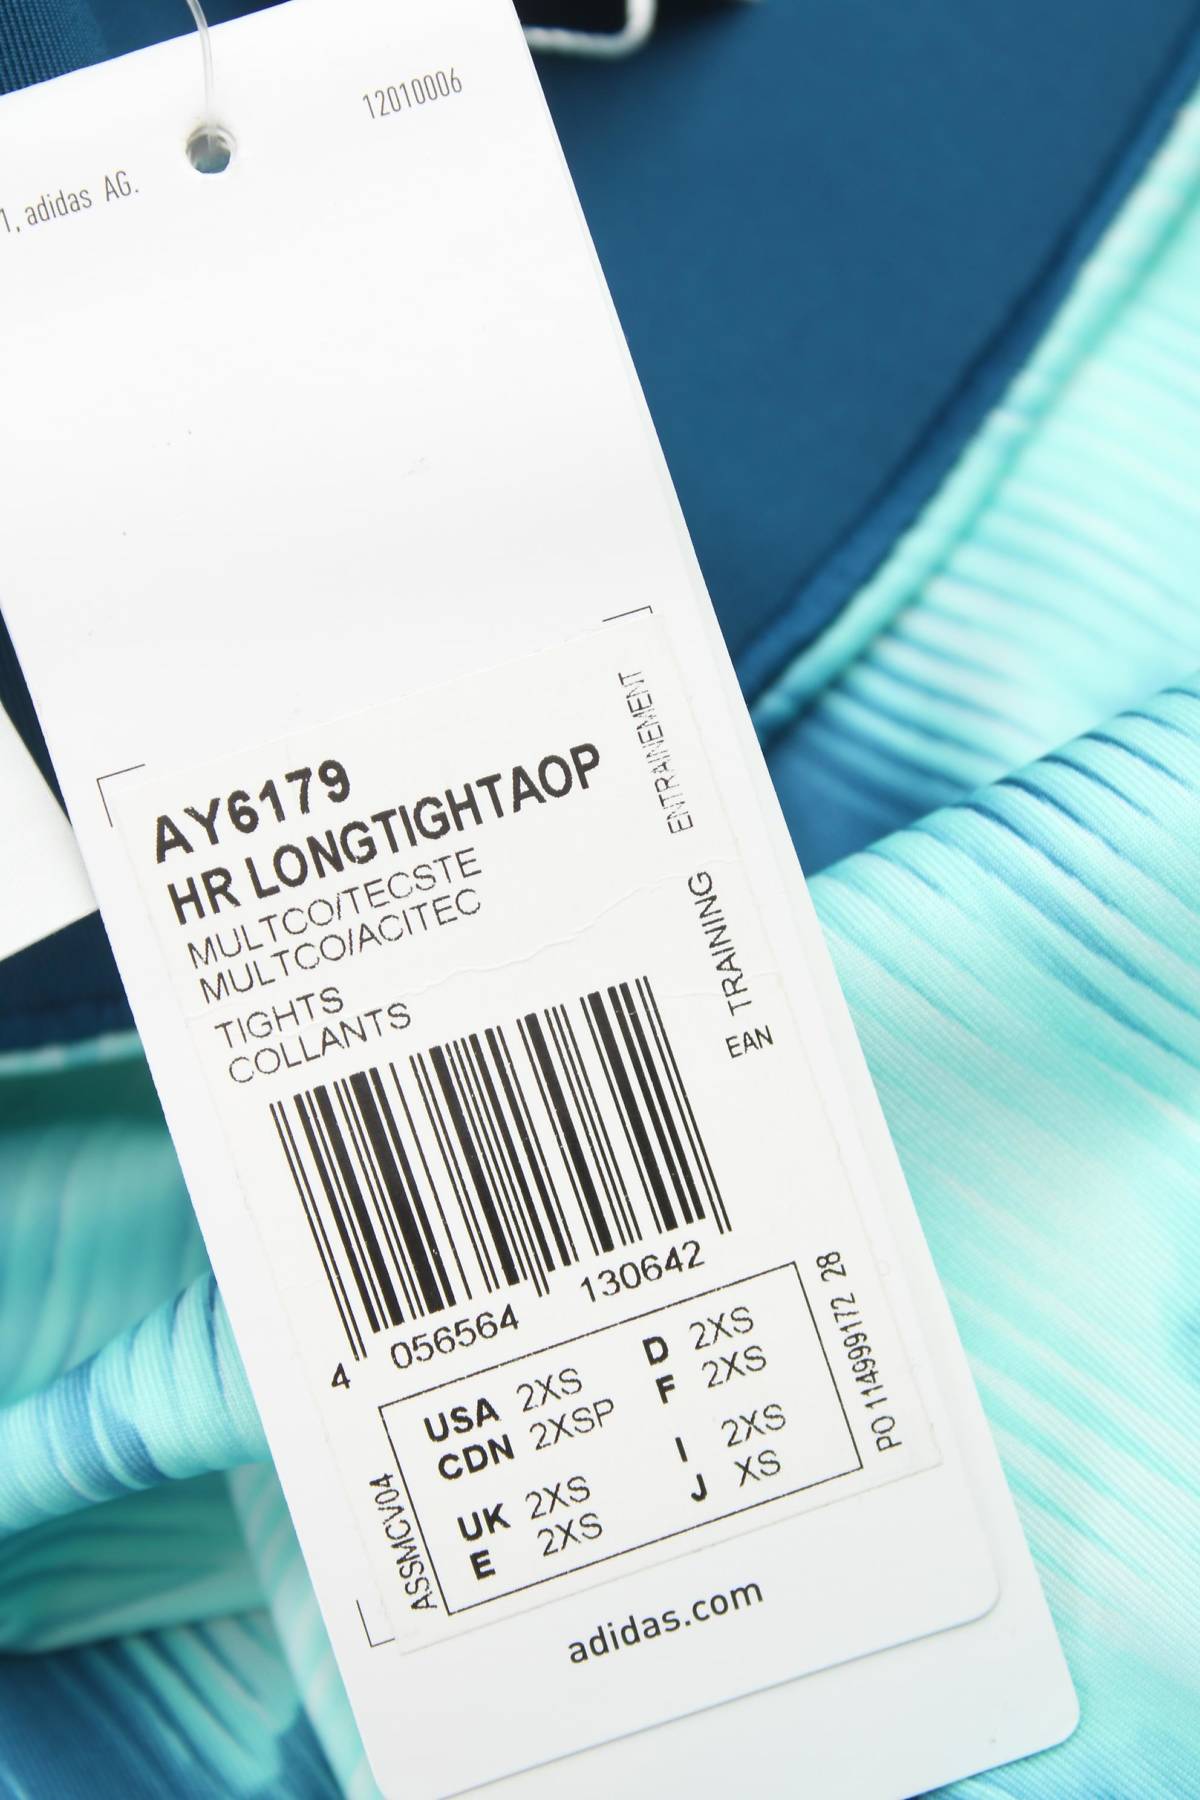 12010006
1, adidas AG.
AY6179
HR LONGTIGHTAOP
MULTCO/TECSTE
MULTCO/ACITEC
TIGHTS
COLLANTS
TRAINING ENTRAINEMENT
EAN
4 056564 130642
USA 2XS
CDN 2XSP
UK 2XS
E 2XS
D 2XS
F 2XS
I 2XS
J XS
ASSMCV04
PO 114999172 28
adidas.com